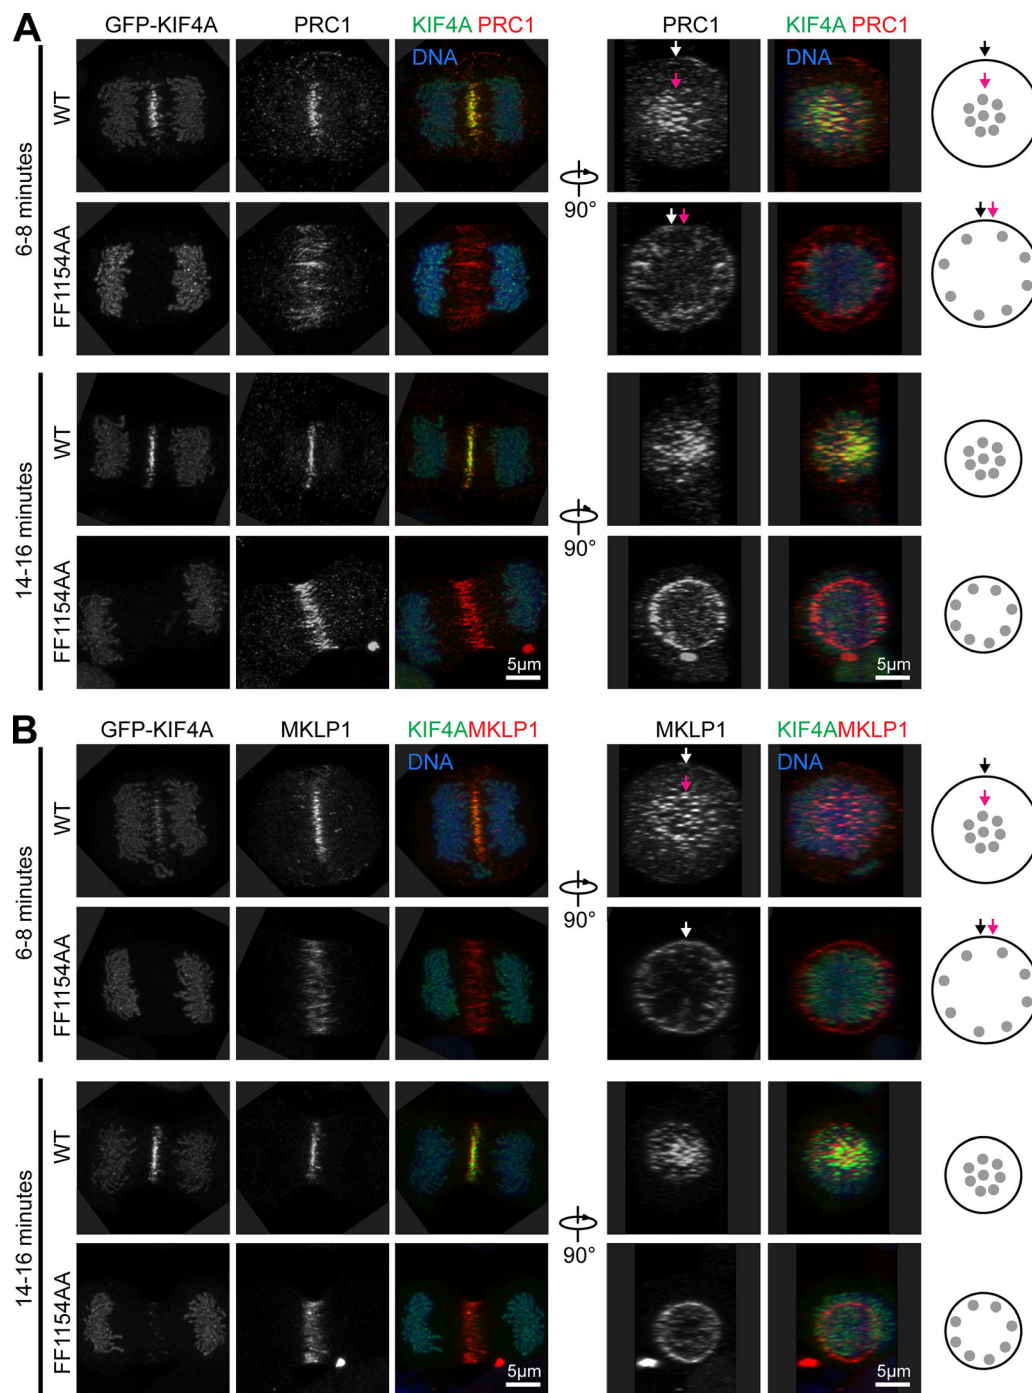 A
GFP-KIF4A PRC1 KIF4A PRC1 PRC1 KIF4A PRC1
DNA DNA
6-8 minutes
WT
90°
FF1154AA
14-16 minutes
WT
90°
FF1154AA
5µm 5µm
B
GFP-KIF4A MKLP1 KIF4AMKLP1 MKLP1 KIF4AMKLP1
DNA DNA
6-8 minutes
WT
90°
FF1154AA
14-16 minutes
WT
90°
FF1154AA
5µm 5µm